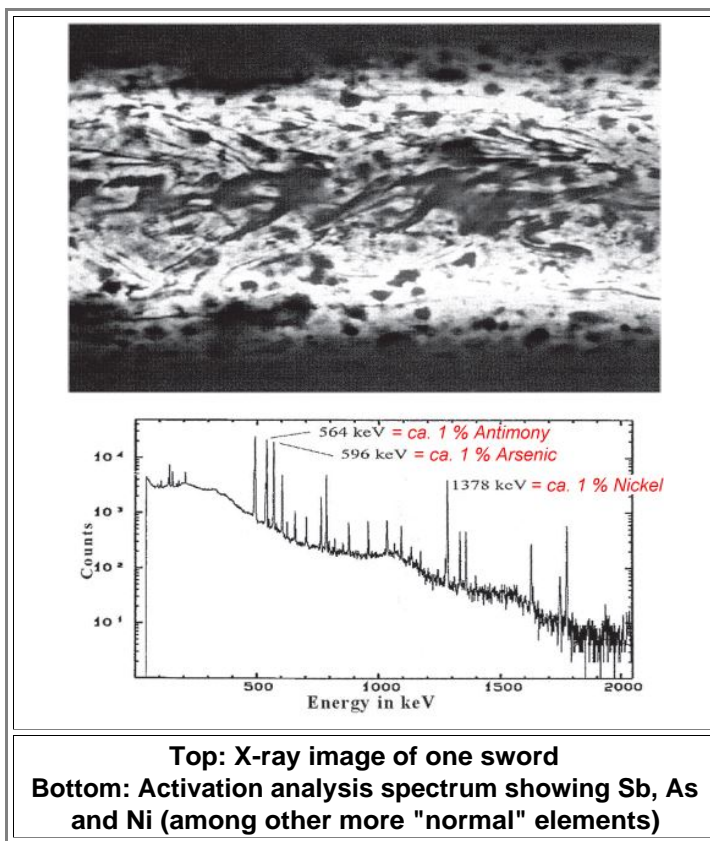 564 keV = ca. 1 % Antimony
596 keV = ca. 1 % Arsenic
1378 keV = ca. 1 % Nickel
10⁴
10³
10²
10¹
Counts
500
1000
1500
2000
Energy in keV
Top: X-ray image of one sword
Bottom: Activation analysis spectrum showing Sb, As
and Ni (among other more "normal" elements)